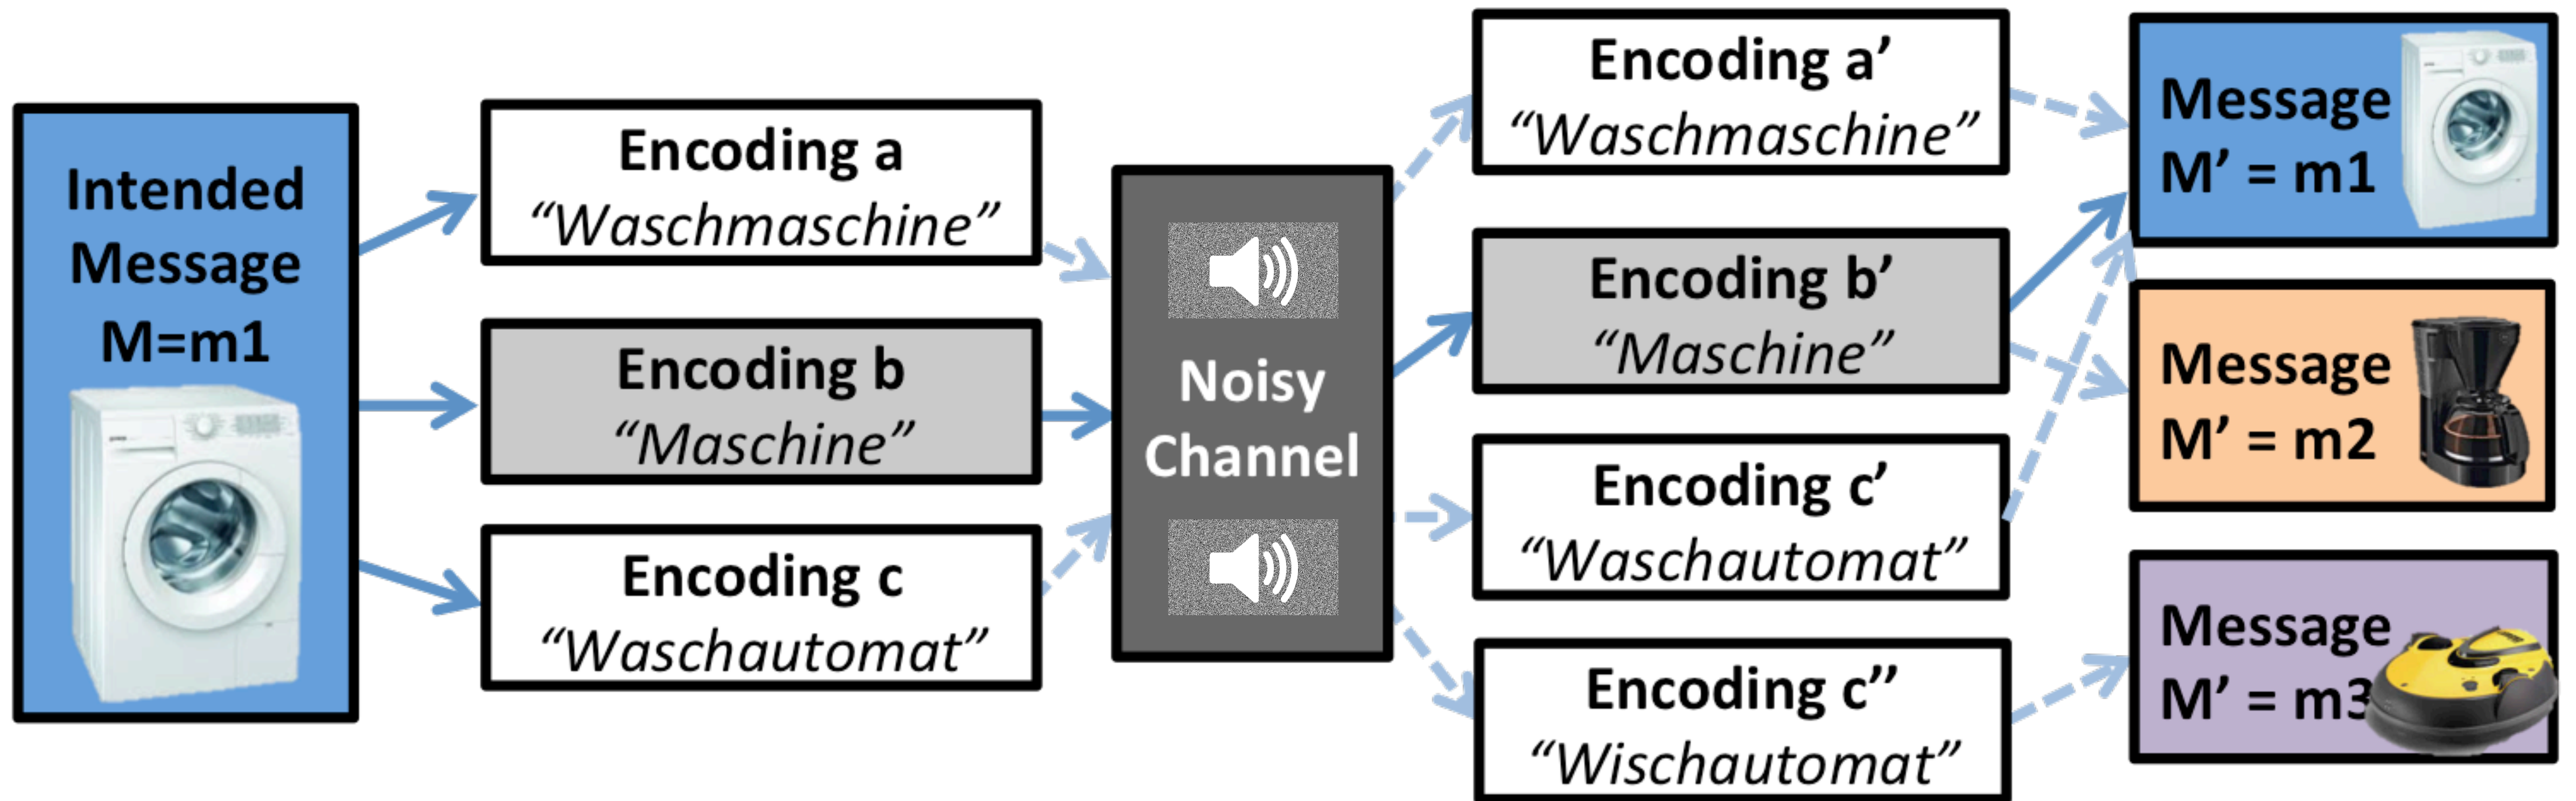 Intended
Message
M=m1
Encoding a
“Waschmaschine”
Encoding b
“Maschine”
Encoding c
“Waschautomat”
Noisy
Channel
Encoding a’
“Waschmaschine”
Encoding b’
“Maschine”
Encoding c’
“Waschautomat”
Encoding c’’
“Wischautomat”
Message
M’ = m1
Message
M’ = m2
Message
M’ = m3